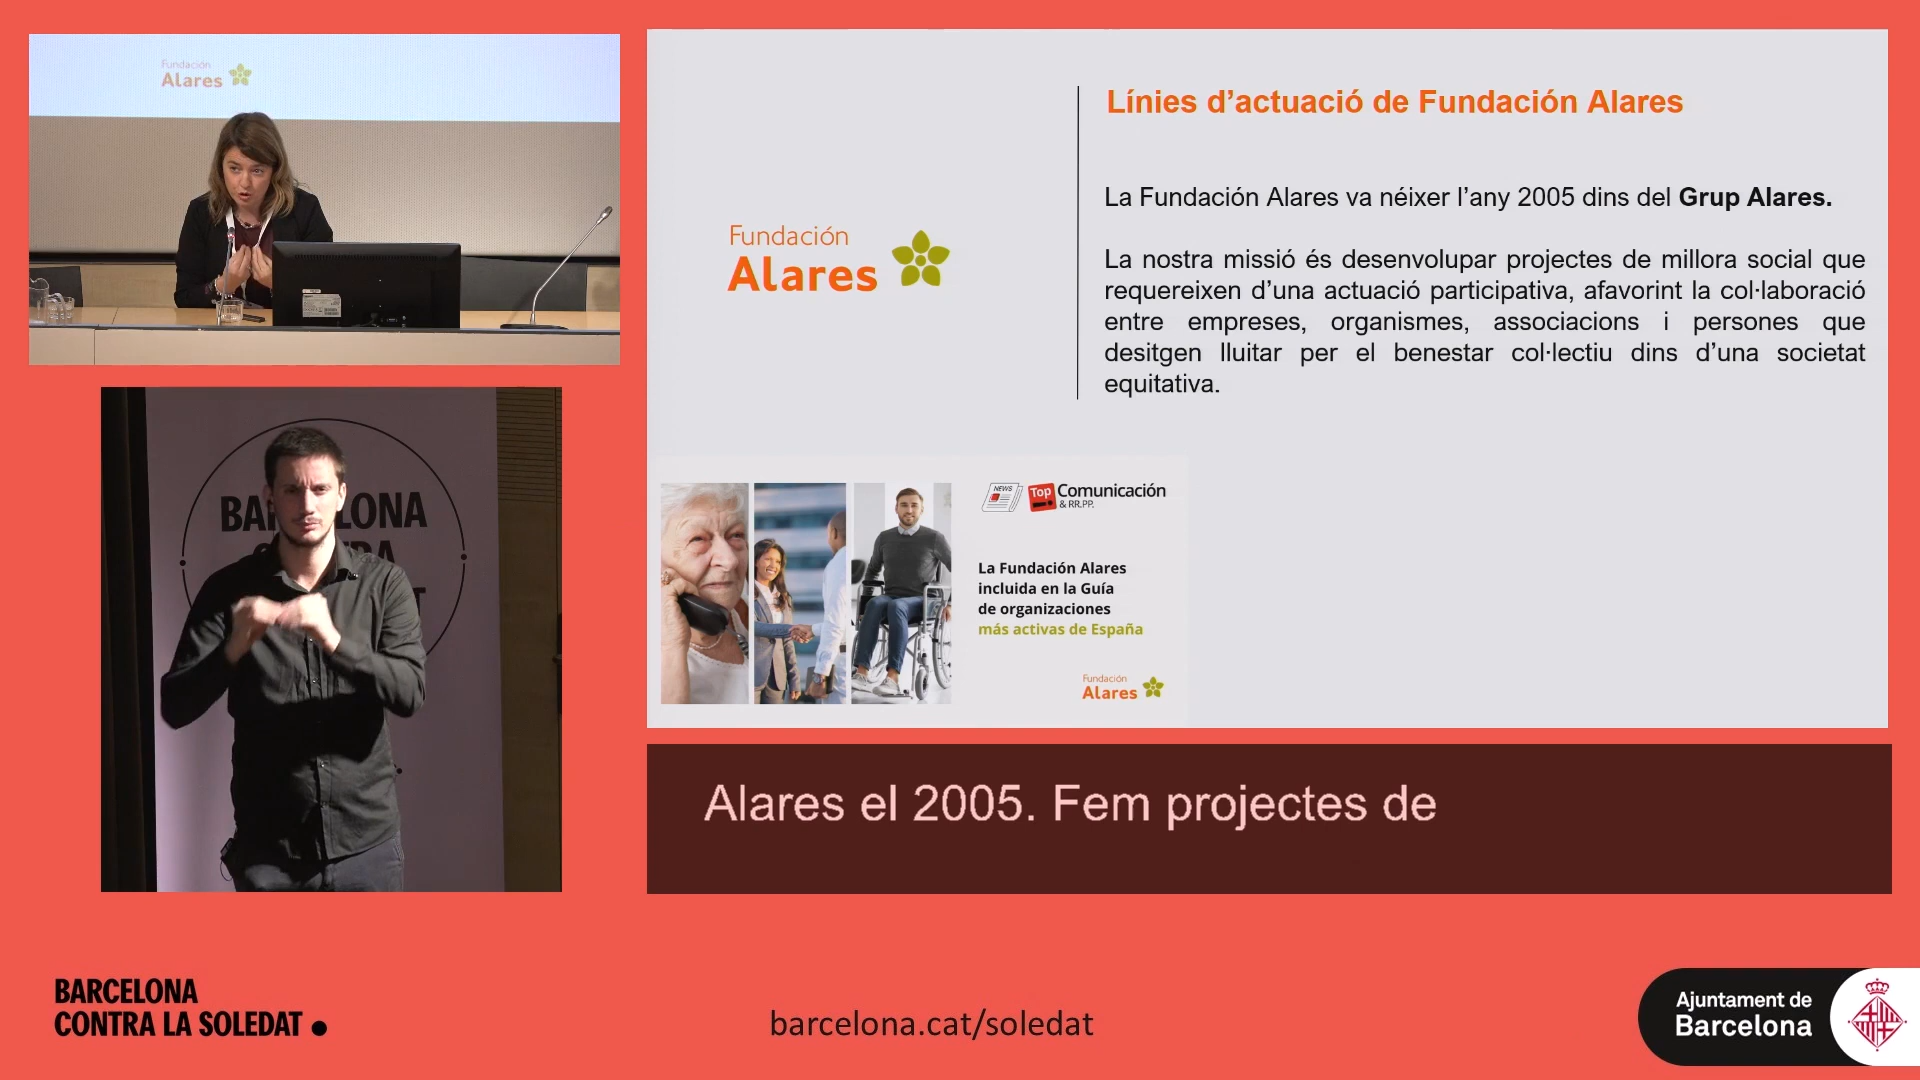 Fundación
Alares
Línies d’actuació de Fundación Alares
La Fundación Alares va néixer l’any 2005 dins del Grup Alares.
La nostra missió és desenvolupar projectes de millora social que
requereixen d’una actuació participativa, afavorint la col·laboració
entre empreses, organismes, associacions i persones que
desitgen lluitar per el benestar col·lectiu dins d’una societat
equitativa.
Fundación
Alares
NEWS
Top Comunicación
& RR.PP.
La Fundación Alares
incluida en la Guía
de organizaciones
más activas de España
Fundación
Alares
BARCELONA
Alares el 2005. Fem projectes de
BARCELONA
CONTRA LA SOLEDAT
barcelona.cat/soledat
Ajuntament de
Barcelona